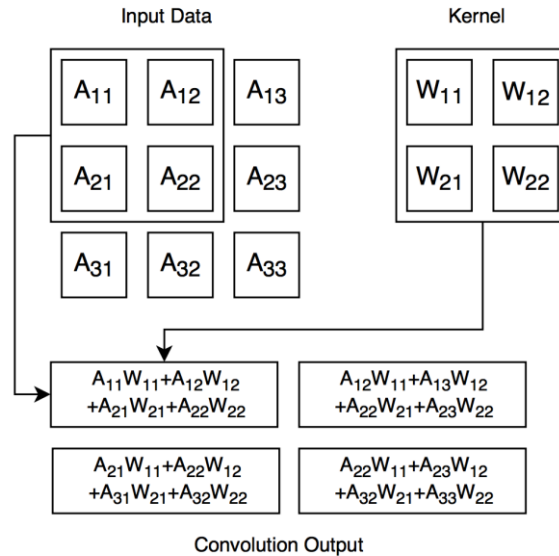 Input Data
Kernel
A₁₁ A₁₂ A₁₃
W₁₁ W₁₂
A₂₁ A₂₂ A₂₃
W₂₁ W₂₂
A₃₁ A₃₂ A₃₃
A₁₁W₁₁+A₁₂W₁₂
+A₂₁W₂₁+A₂₂W₂₂
A₁₂W₁₁+A₁₃W₁₂
+A₂₂W₂₁+A₂₃W₂₂
A₂₁W₁₁+A₂₂W₁₂
+A₃₁W₂₁+A₃₂W₂₂
A₂₂W₁₁+A₂₃W₁₂
+A₃₂W₂₁+A₃₃W₂₂
Convolution Output